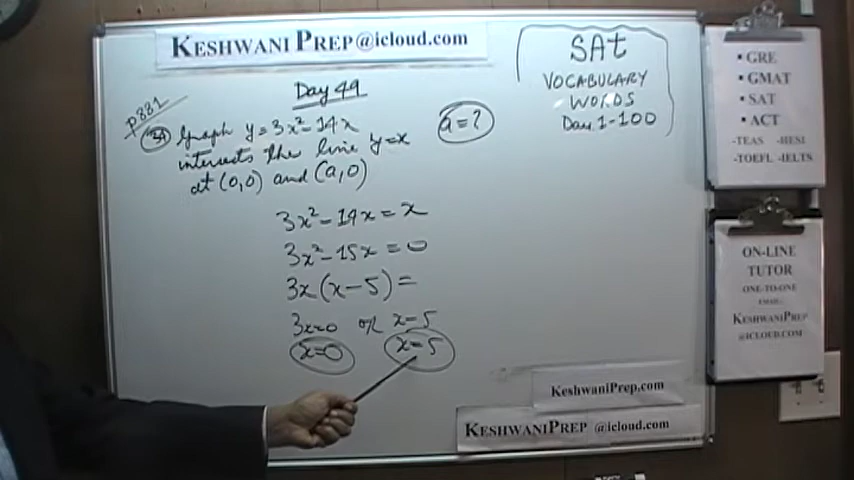 KESHWANI PREP@icloud.com
Day 49
P881
34 Graph y=3x²-14x
intersects the line y=x
at (0,0) and (a,0)
a=?
3x²-14x=x
3x²-15x=0
3x(x-5)=
3x=0 or x=5
x=0 x=5
SAt
VOCABULARY
WORDS
Day 1-100
• GRE
• GMAT
• SAT
• ACT
-TEAS -HESI
-TOEFL -IELTS
ON-LINE
TUTOR
ONE-TO-ONE
EMAIL..
KESHWANIPREP
@ICLOUD.COM
KeshwaniPrep.com
KESHWANIPREP @icloud.com